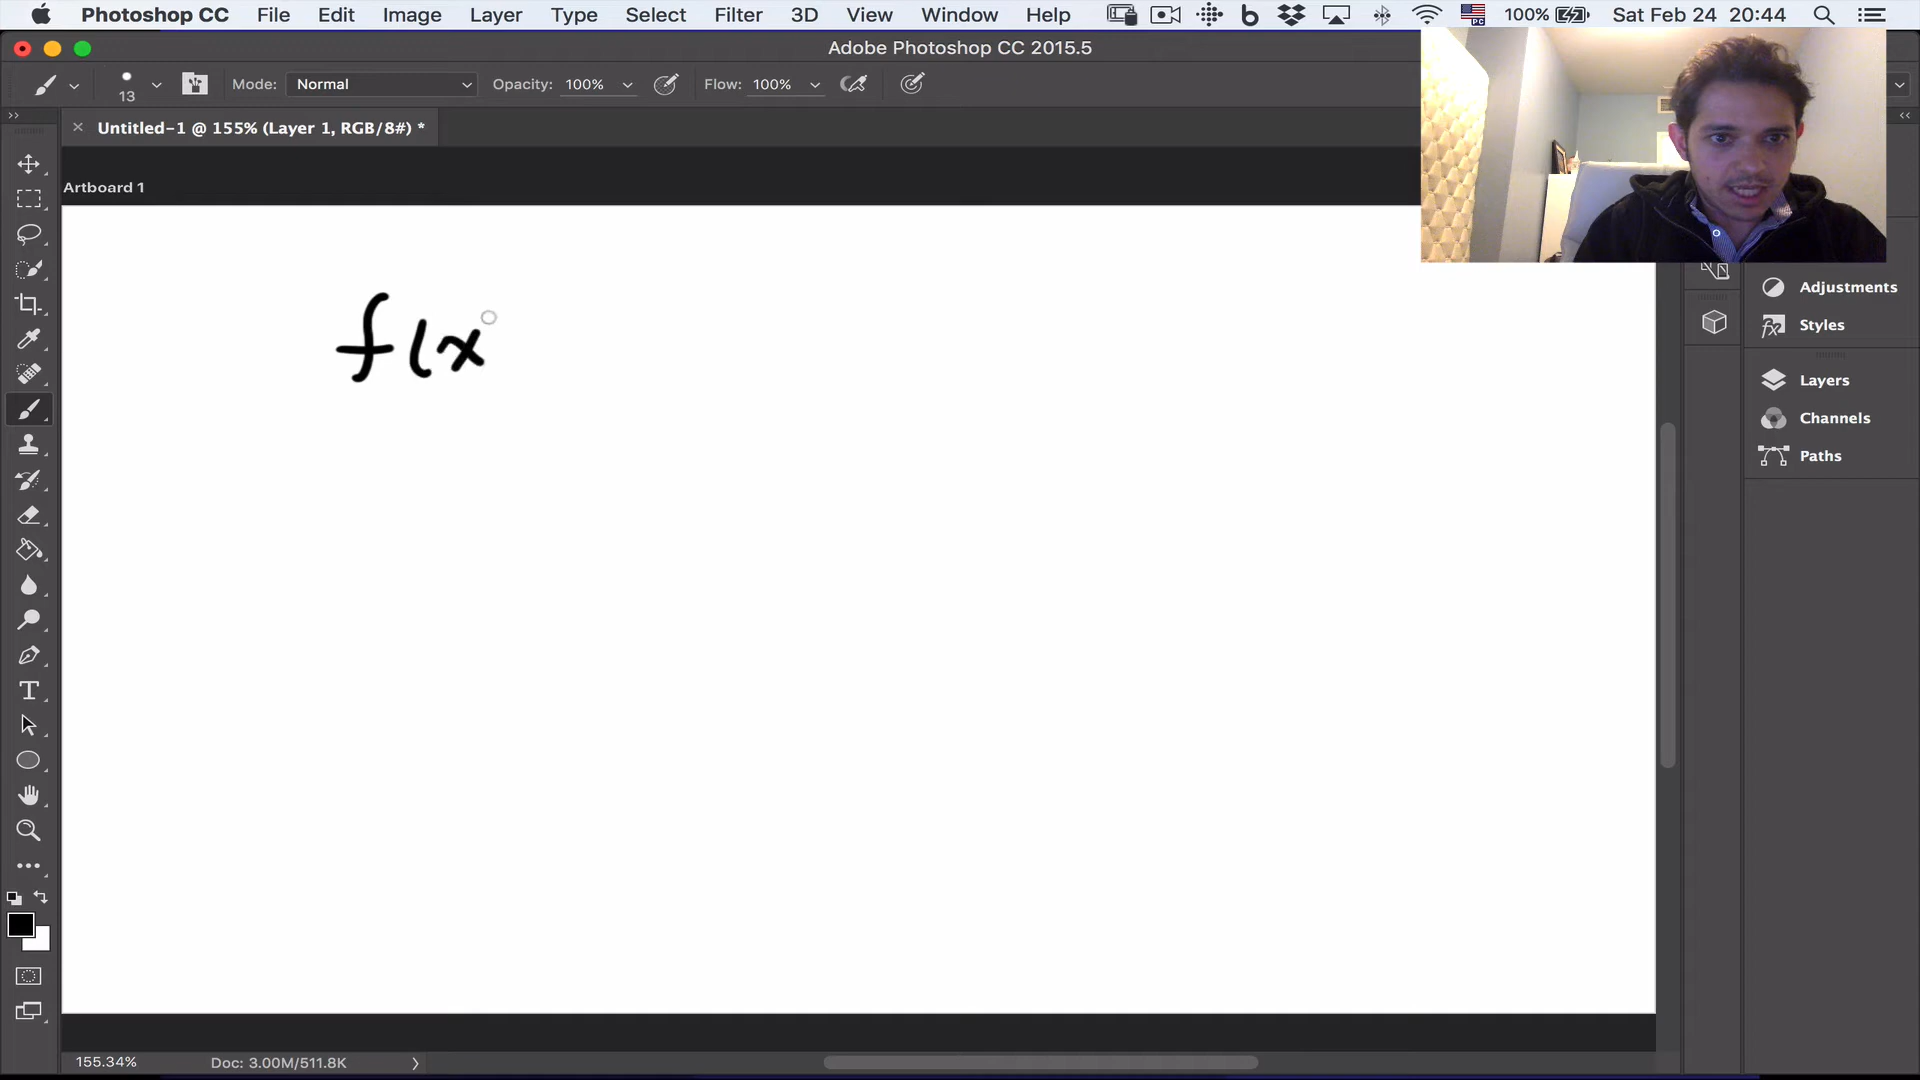 Photoshop CC File Edit Image Layer Type Select Filter 3D View Window Help 100% Sat Feb 24 20:44
Adobe Photoshop CC 2015.5
13 Mode: Normal Opacity: 100% Flow: 100%
Untitled-1 @ 155% (Layer 1, RGB/8#) *
Artboard 1
f(x
Adjustments
Styles
Layers
Channels
Paths
155.34% Doc: 3.00M/511.8K